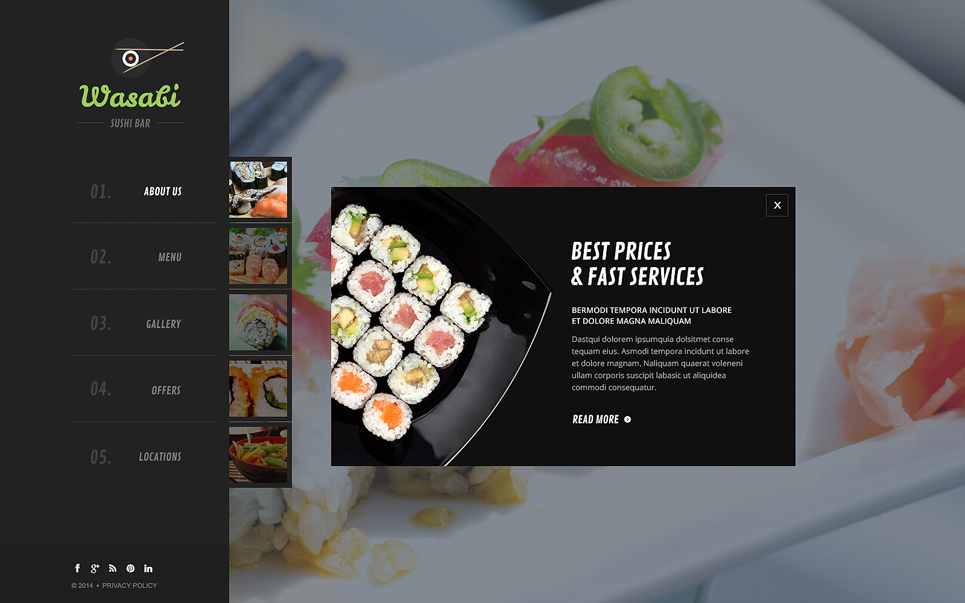 Wasabi
SUSHI BAR
01. ABOUT US
02. MENU
03. GALLERY
04. OFFERS
05. LOCATIONS
© 2014 • PRIVACY POLICY
X
BEST PRICES
& FAST SERVICES
BERMODI TEMPORA INCIDUNT UT LABORE
ET DOLORE MAGNA MALIQUAM
Dastqui dolorem ipsumquia dolsitmet conse
tequam eius. Asmodi tempora incidunt ut labore
et dolore magnam. Naliquam quaerat voleneni
ullam corporis suscipit labasic ut aliquidea
commodi consequatur.
READ MORE